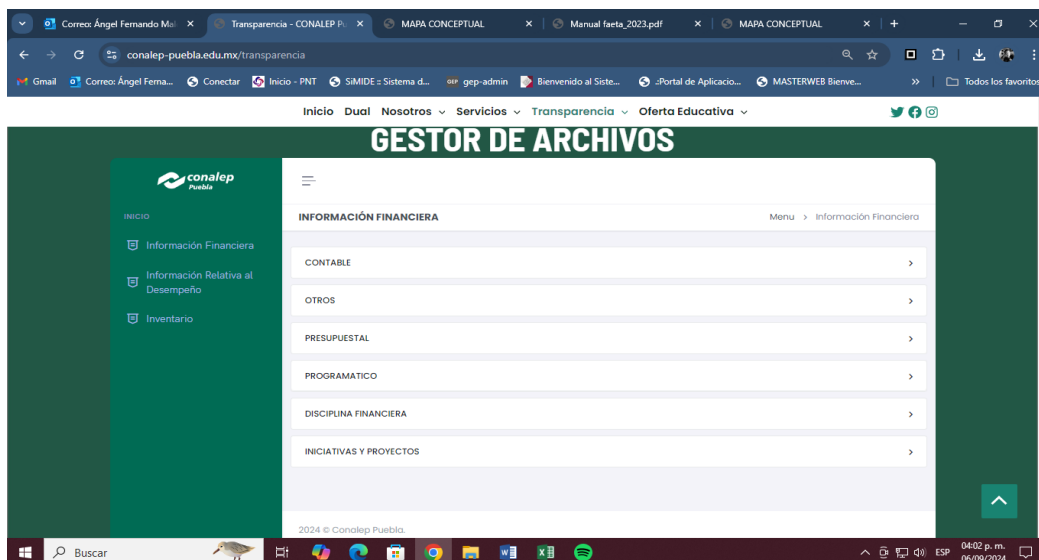 Correo: Ángel Fernando Mal
Transparencia - CONALEP Pu
MAPA CONCEPTUAL
Manual faeta_2023.pdf
MAPA CONCEPTUAL
conalep-puebla.edu.mx/transparencia
Gmail
Correo: Ángel Ferna...
Conectar
Inicio - PNT
SiMIDE :: Sistema d...
GEP
gep-admin
Bienvenido al Siste...
.:Portal de Aplicacio...
MASTERWEB Bienve...
Todos los favoritos
Inicio Dual Nosotros Servicios Transparencia Oferta Educativa
GESTOR DE ARCHIVOS
conalep
Puebla
INICIO
Información Financiera
Información Relativa al
Desempeño
Inventario
INFORMACIÓN FINANCIERA
Menu > Información Financiera
CONTABLE
OTROS
PRESUPUESTAL
PROGRAMATICO
DISCIPLINA FINANCIERA
INICIATIVAS Y PROYECTOS
2024 © Conalep Puebla.
Buscar
ESP
04:02 p. m.
06/09/2024